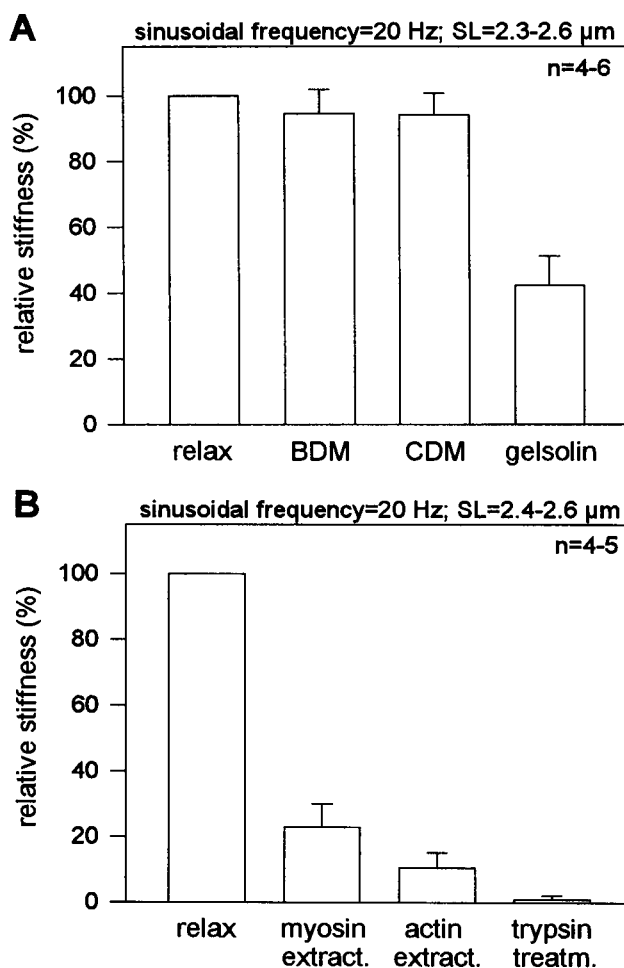 A
sinusoidal frequency=20 Hz; SL=2.3-2.6 µm
n=4-6
relative stiffness (%)
100
80
60
40
20
0
relax BDM CDM gelsolin
B
sinusoidal frequency=20 Hz; SL=2.4-2.6 µm
n=4-5
relative stiffness (%)
100
80
60
40
20
0
relax myosin actin trypsin
extract. extract. treatm.